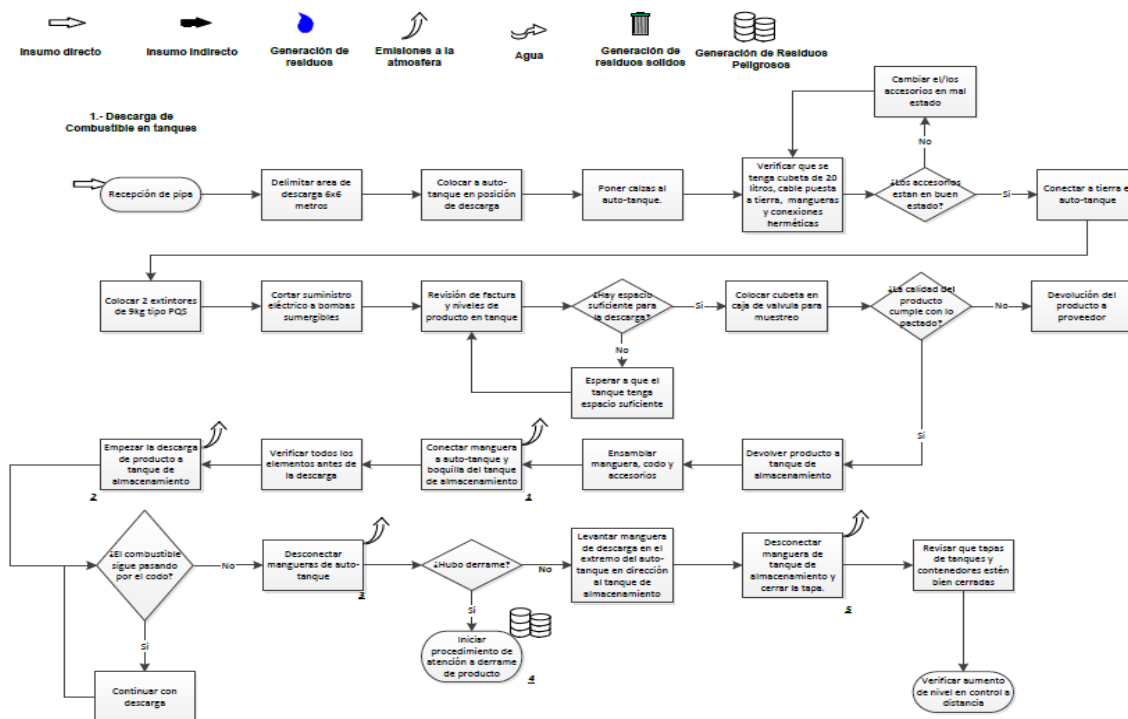 Insumo directo
Insumo indirecto
Generación de
residuos
Emisiones a la
atmosfera
Agua
Generación de
residuos solidos
Generación de Residuos
Peligrosos
1.- Descarga de
Combustible en tanques
Cambiar el/los
accesorios en mal
estado
No
Recepción de pipa
Delimitar area de
descarga 6x6
metros
Colocar a auto-
tanque en posición
de descarga
Poner calzas al
auto-tanque.
Verificar que se
tenga cubeta de 20
litros, cable puesta
a tierra, mangueras
y conexiones
herméticas
¿Los accesorios
estan en buen
estado?
Sí
Conectar a tierra el
auto-tanque
Colocar 2 extintores
de 9kg tipo PQS
Cortar suministro
eléctrico a bombas
sumergibles
Revisión de factura
y niveles de
producto en tanque
¿Hay espacio
suficiente para
la descarga?
Sí
Colocar cubeta en
caja de valvula para
muestreo
¿La calidad del
producto
cumple con lo
pactado?
No
Devolución del
producto a
proveedor
No
Esperar a que el
tanque tenga
espacio suficiente
Sí
Empezar la descarga
de producto a
tanque de
almacenamiento
2
Verificar todos los
elementos antes de
la descarga
Conectar manguera
a auto-tanque y
boquilla del tanque
de almacenamiento
1
Ensamblar
manguera, codo y
accesorios
Devolver producto a
tanque de
almacenamiento
¿El combustible
sigue pasando
por el codo?
No
Desconectar
mangueras de auto-
tanque
3
¿Hubo derrame?
No
Levantar manguera
de descarga en el
extremo del auto-
tanque en dirección
al tanque de
almacenamiento
Desconectar
manguera de
tanque de
almacenamiento y
cerrar la tapa.
5
Revisar que tapas
de tanques y
contenedores estén
bien cerradas
Sí
Continuar con
descarga
Sí
Iniciar
procedimiento de
atención a derrame
de producto
4
Verificar aumento
de nivel en control a
distancia